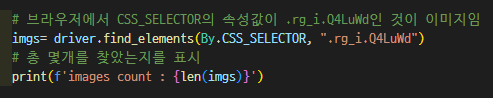 # 브라우저에서 CSS_SELECTOR의 속성값이 .rg_i.Q4LuWd인 것이 이미지임
imgs= driver.find_elements(By.CSS_SELECTOR, ".rg_i.Q4LuWd")
# 총 몇개를 찾았는지를 표시
print(f'images count : {len(imgs)}')